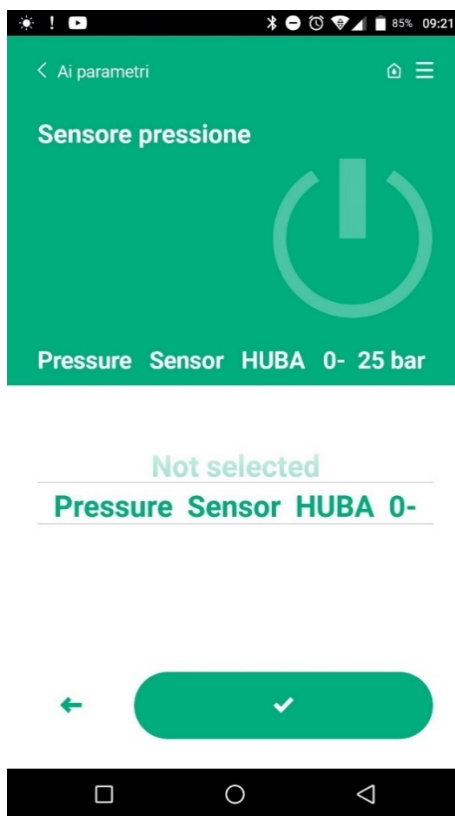 85% 09:21
Ai parametri
Sensore pressione
Pressure Sensor HUBA 0- 25 bar
Not selected
Pressure Sensor HUBA 0-